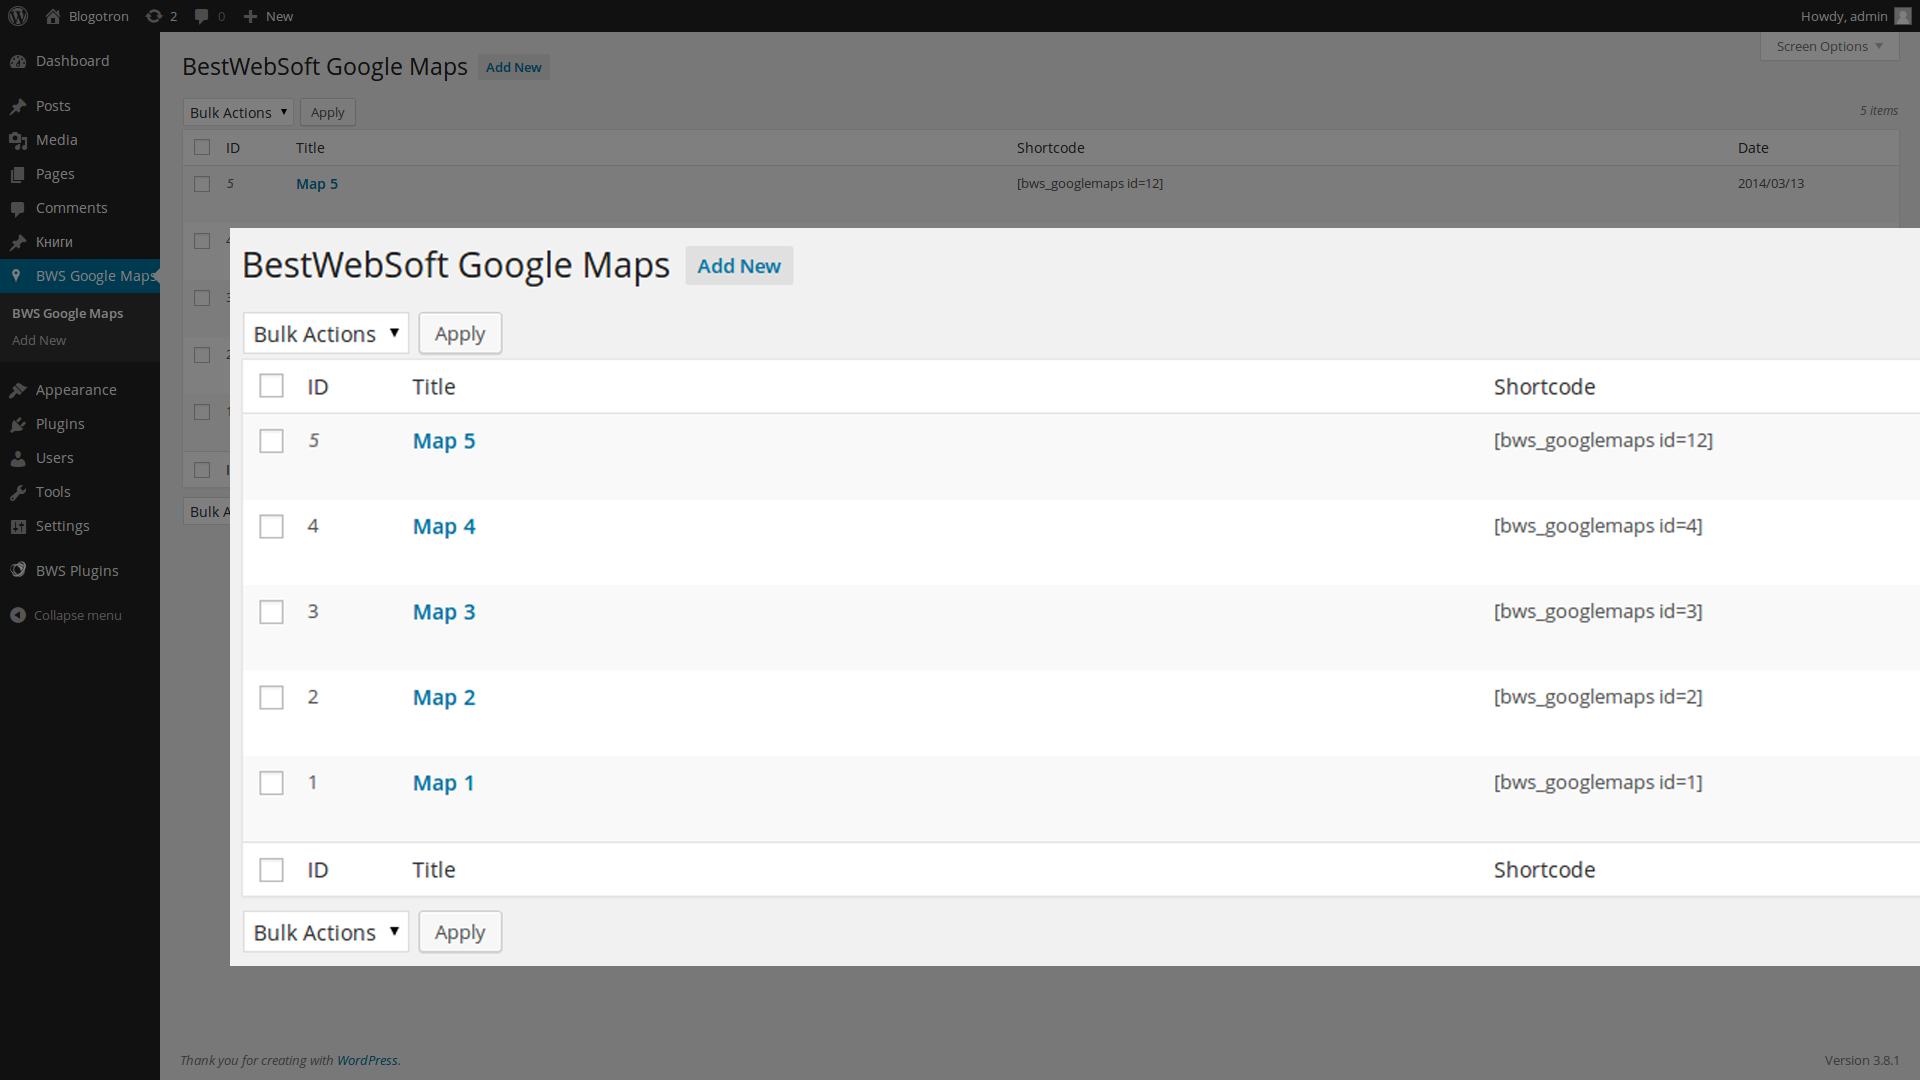 Blogotron 2 0 New Howdy, admin
Screen Options
Dashboard
Posts
Media
Pages
Comments
Книги
BWS Google Maps
BWS Google Maps
Add New
Appearance
Plugins
Users
Tools
Settings
BWS Plugins
Collapse menu
BestWebSoft Google Maps Add New
Bulk Actions Apply 5 items
ID Title Shortcode Date
5 Map 5 [bws_googlemaps id=12] 2014/03/13
BestWebSoft Google Maps Add New
Bulk Actions Apply
ID Title Shortcode
5 Map 5 [bws_googlemaps id=12]
4 Map 4 [bws_googlemaps id=4]
3 Map 3 [bws_googlemaps id=3]
2 Map 2 [bws_googlemaps id=2]
1 Map 1 [bws_googlemaps id=1]
ID Title Shortcode
Bulk Actions Apply
Bulk
Thank you for creating with WordPress. Version 3.8.1